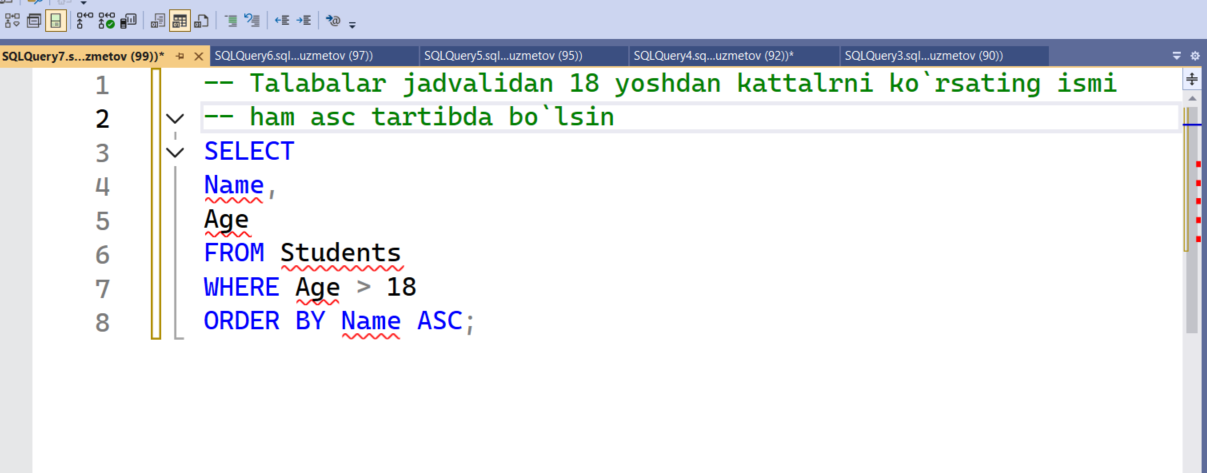 SQLQuery7.s...zmetov (99))* SQLQuery6.sql...uzmetov (97)) SQLQuery5.sql...uzmetov (95)) SQLQuery4.sq...uzmetov (92))* SQLQuery3.sql...uzmetov (90))
1 -- Talabalar jadvalidan 18 yoshdan kattalrni ko`rsating ismi
2 -- ham asc tartibda bo`lsin
3 SELECT
4 Name,
5 Age
6 FROM Students
7 WHERE Age > 18
8 ORDER BY Name ASC;